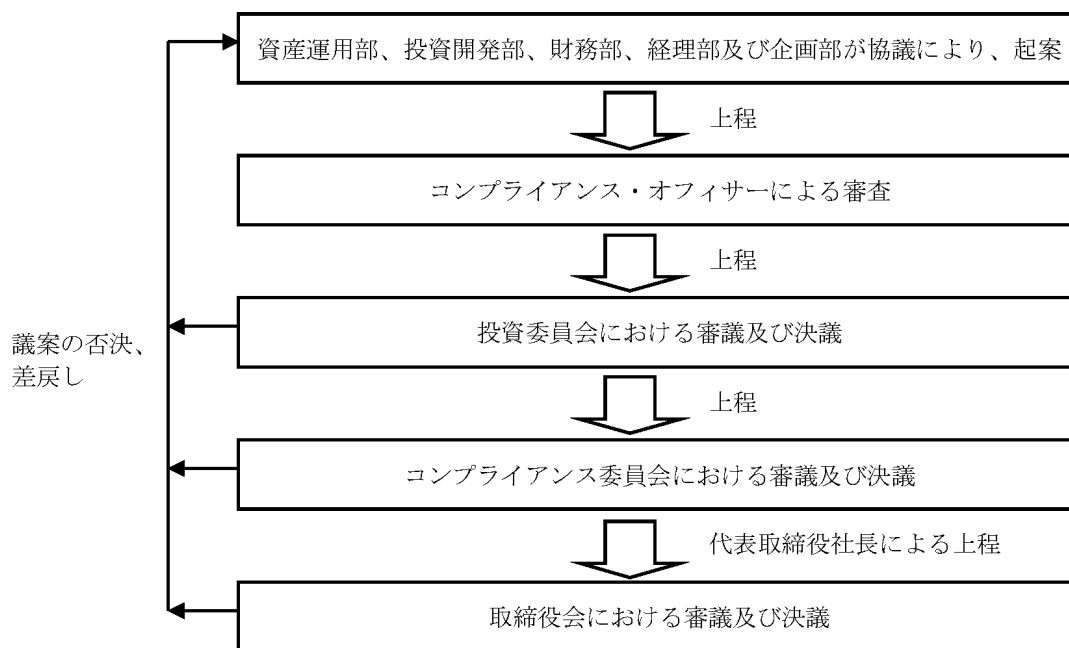 資産運用部、投資開発部、財務部、経理部及び企画部が協議により、起案
上程
コンプライアンス・オフィサーによる審査
上程
投資委員会における審議及び決議
議案の否決、
差戻し
上程
コンプライアンス委員会における審議及び決議
代表取締役社長による上程
取締役会における審議及び決議